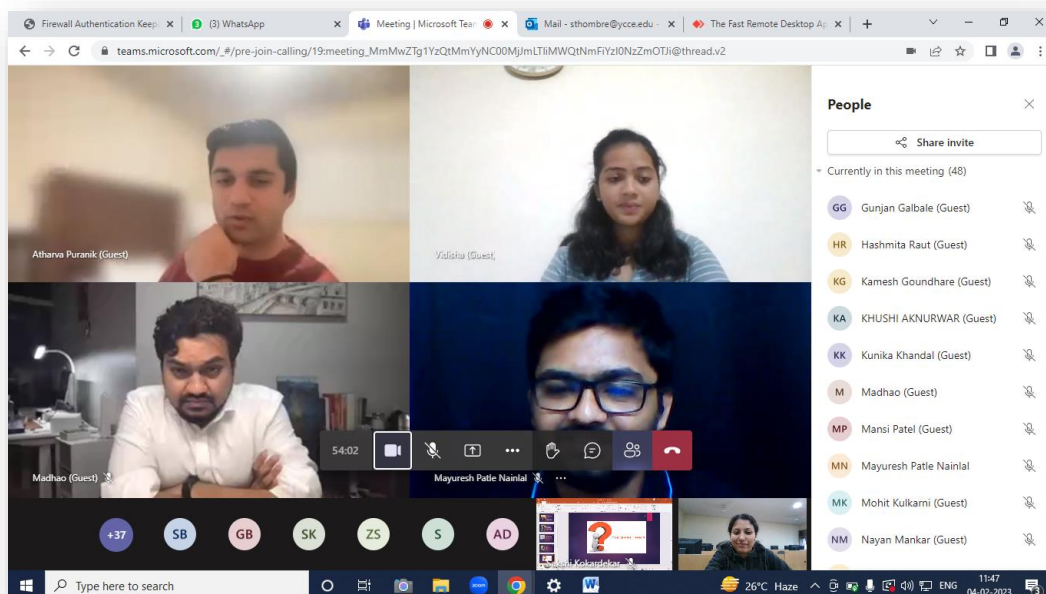 Firewall Authentication Keep
(3) WhatsApp
Meeting | Microsoft Tear
Mail - sthombre@ycce.edu -
The Fast Remote Desktop Ap
teams.microsoft.com/_#/pre-join-calling/19:meeting_MmMwZTg1YzQtMmYyNC00MjJmLTliMWQtNmFiYzI0NzZmOTJi@thread.v2
Atharva Puranik (Guest)
Vidisha (Guest)
Madhao (Guest)
54:02
Mayuresh Patle Nainlal
+37
SB
GB
SK
ZS
S
AD
Kokardekar
People
Share invite
Currently in this meeting (48)
GG Gunjan Galbale (Guest)
HR Hashmita Raut (Guest)
KG Kamesh Goundhare (Guest)
KA KHUSHI AKNURWAR (Guest)
KK Kunika Khandal (Guest)
M Madhao (Guest)
MP Mansi Patel (Guest)
MN Mayuresh Patle Nainlal
MK Mohit Kulkarni (Guest)
NM Nayan Mankar (Guest)
Type here to search
zoom
W
26°C Haze
ENG
11:47
04-02-2023
3